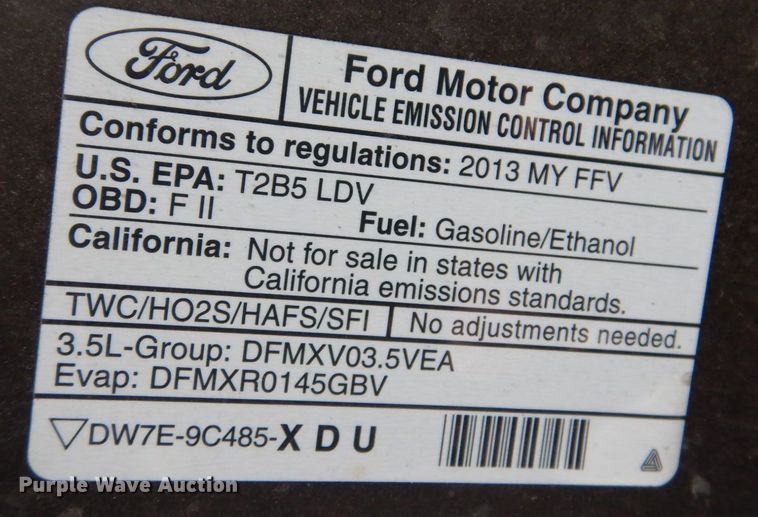 Ford
Ford Motor Company
VEHICLE EMISSION CONTROL INFORMATION
Conforms to regulations: 2013 MY FFV
U.S. EPA: T2B5 LDV
OBD: F II
Fuel: Gasoline/Ethanol
California: Not for sale in states with
California emissions standards.
TWC/HO2S/HAFS/SFI
No adjustments needed.
3.5L-Group: DFMXV03.5VEA
Evap: DFMXR0145GBV
DW7E-9C485-X D U
Purple Wave Auction